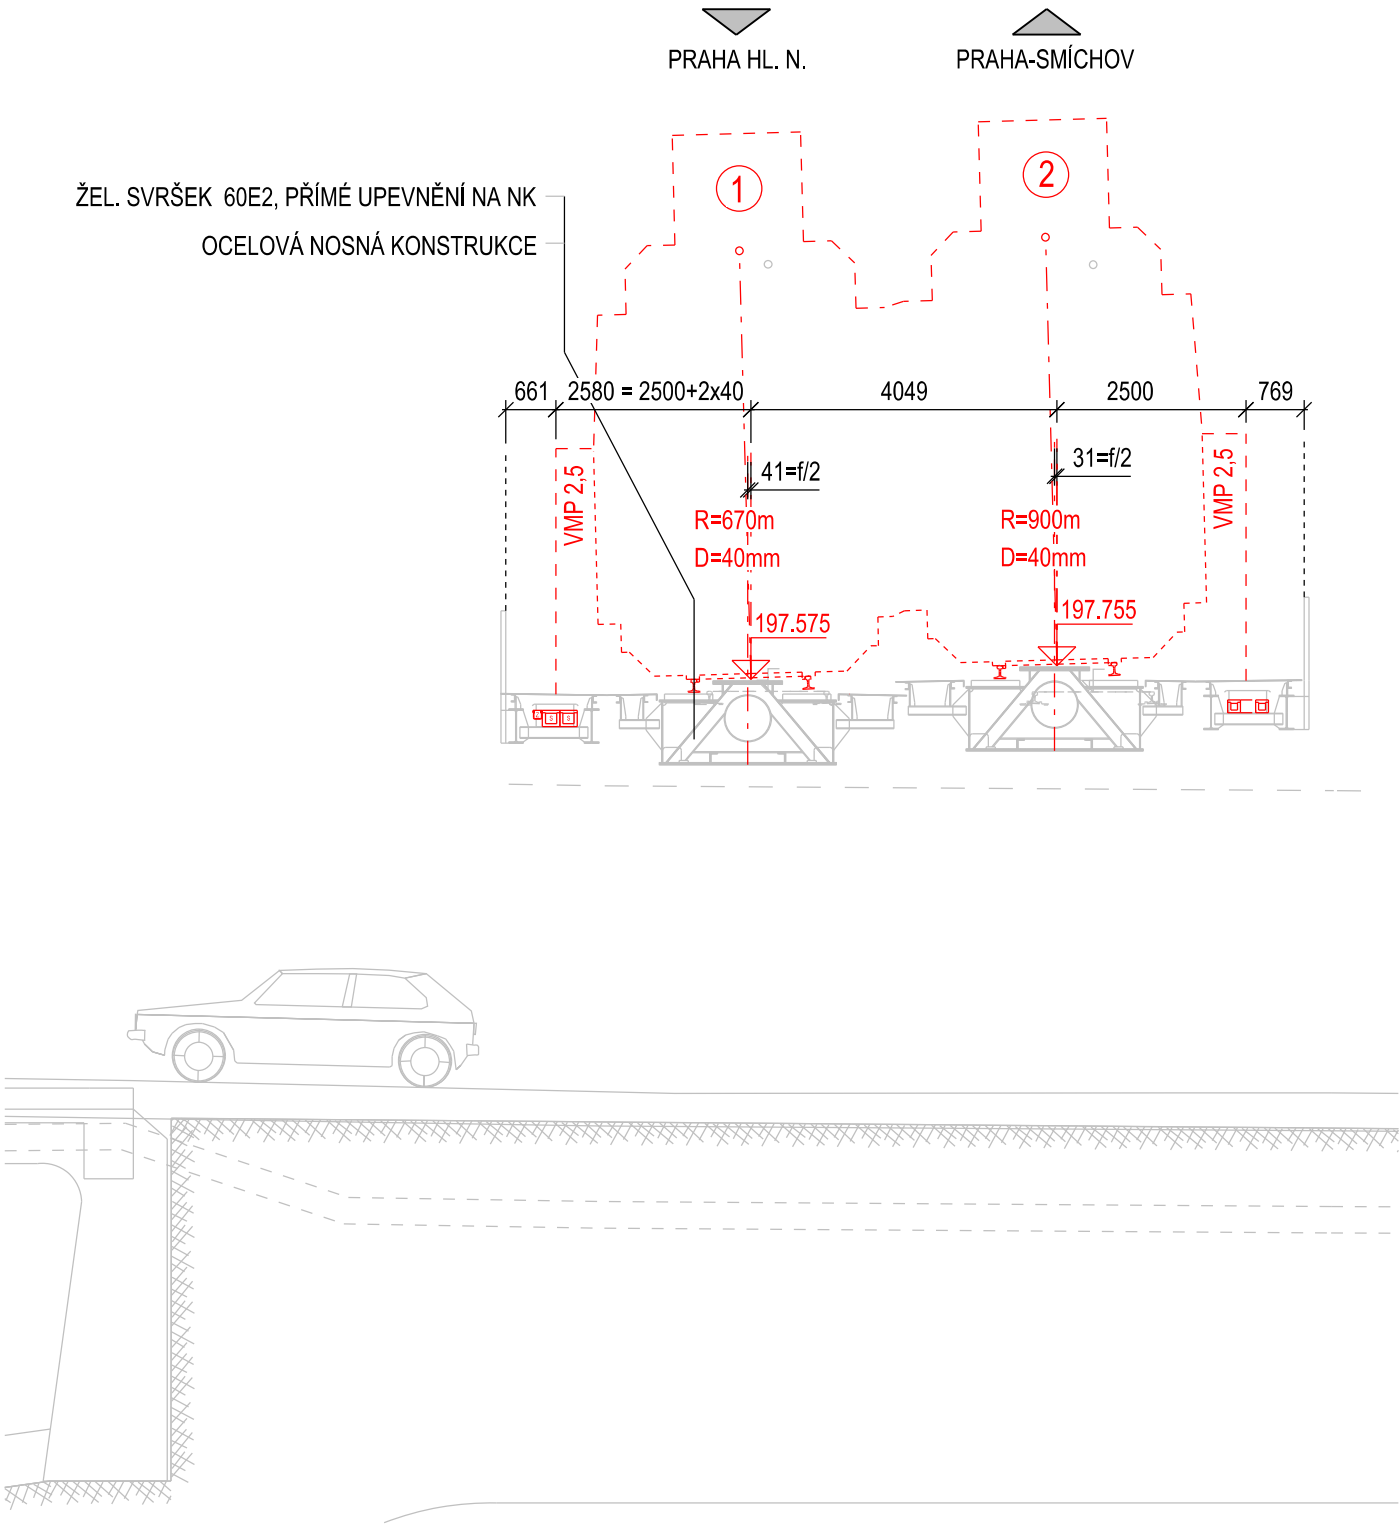 PRAHA HL. N.
PRAHA-SMÍCHOV
1
2
ŽEL. SVRŠEK 60E2, PŘÍMÉ UPEVNĚNÍ NA NK
OCELOVÁ NOSNÁ KONSTRUKCE
661
2580 = 2500+2x40
4049
2500
769
VMP 2,5
41=f/2
31=f/2
VMP 2,5
R=670m
D=40mm
R=900m
D=40mm
197.575
197.755
S S